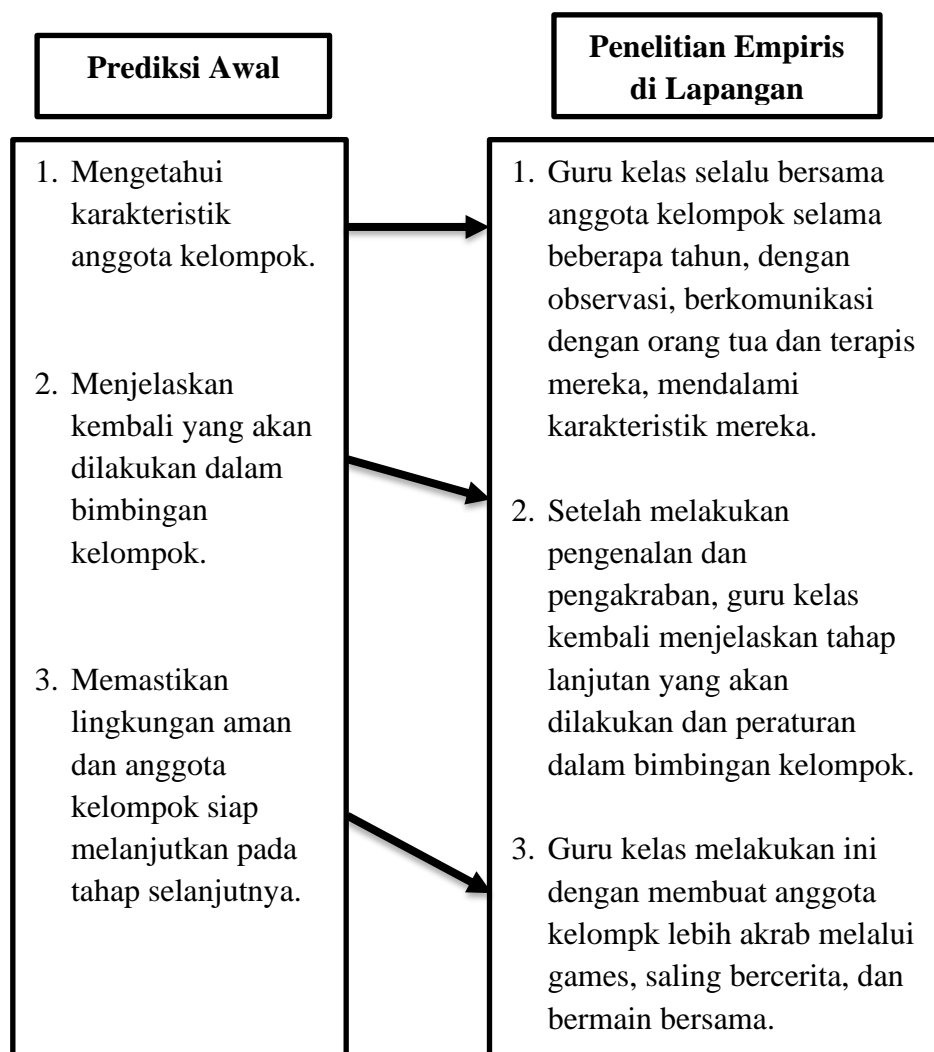 Prediksi Awal
Penelitian Empiris
di Lapangan
1. Mengetahui
karakteristik
anggota kelompok.
2. Menjelaskan
kembali yang akan
dilakukan dalam
bimbingan
kelompok.
3. Memastikan
lingkungan aman
dan anggota
kelompok siap
melanjutkan pada
tahap selanjutnya.
1. Guru kelas selalu bersama
anggota kelompok selama
beberapa tahun, dengan
observasi, berkomunikasi
dengan orang tua dan terapis
mereka, mendalami
karakteristik mereka.
2. Setelah melakukan
pengenalan dan
pengakraban, guru kelas
kembali menjelaskan tahap
lanjutan yang akan
dilakukan dan peraturan
dalam bimbingan kelompok.
3. Guru kelas melakukan ini
dengan membuat anggota
kelompk lebih akrab melalui
games, saling bercerita, dan
bermain bersama.